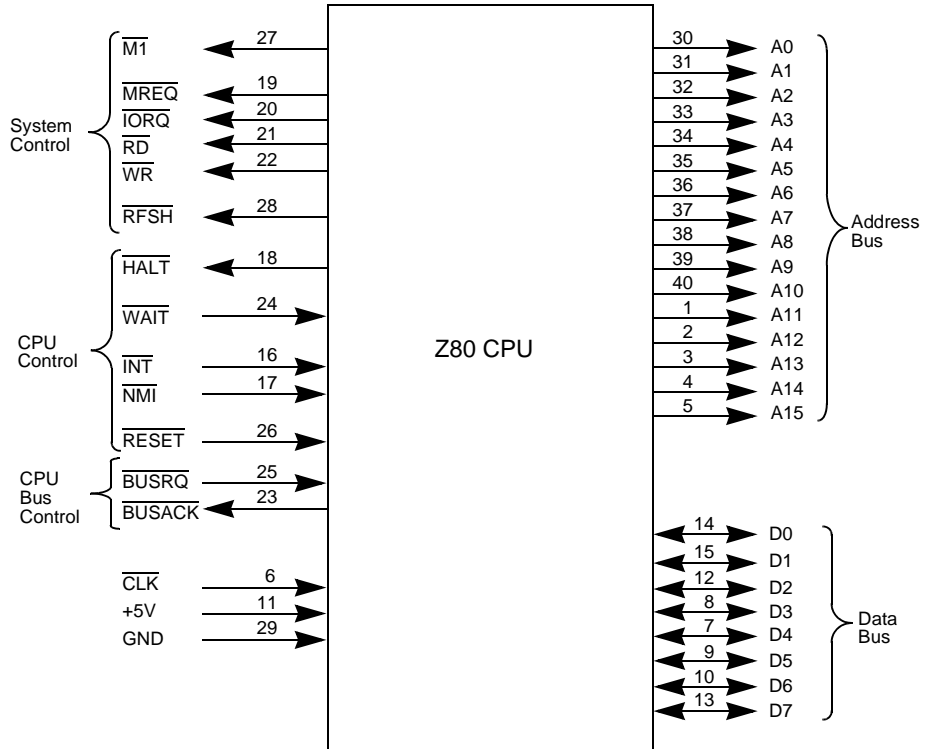 System
Control
M1 27
MREQ 19
IORQ 20
RD 21
WR 22
RFSH 28
CPU
Control
HALT 18
WAIT 24
INT 16
NMI 17
RESET 26
CPU
Bus
Control
BUSRQ 25
BUSACK 23
CLK 6
+5V 11
GND 29
Z80 CPU
30 A0
31 A1
32 A2
33 A3
34 A4
35 A5
36 A6
37 A7
38 A8
39 A9
40 A10
1 A11
2 A12
3 A13
4 A14
5 A15
Address
Bus
14 D0
15 D1
12 D2
8 D3
7 D4
9 D5
10 D6
13 D7
Data
Bus